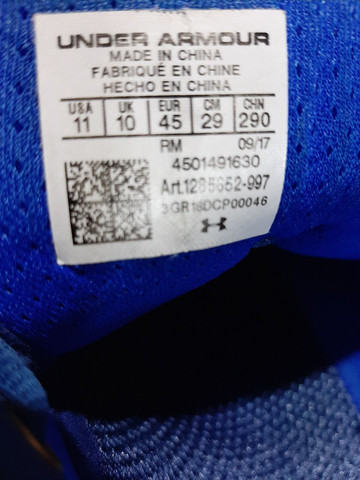 UNDER ARMOUR
MADE IN CHINA
FABRIQUÉ EN CHINE
HECHO EN CHINA
USA UK EUR CM CHN
11 10 45 29 290
RM 09/17
4501491630
Art.1285652-997
3GR18DCP00046